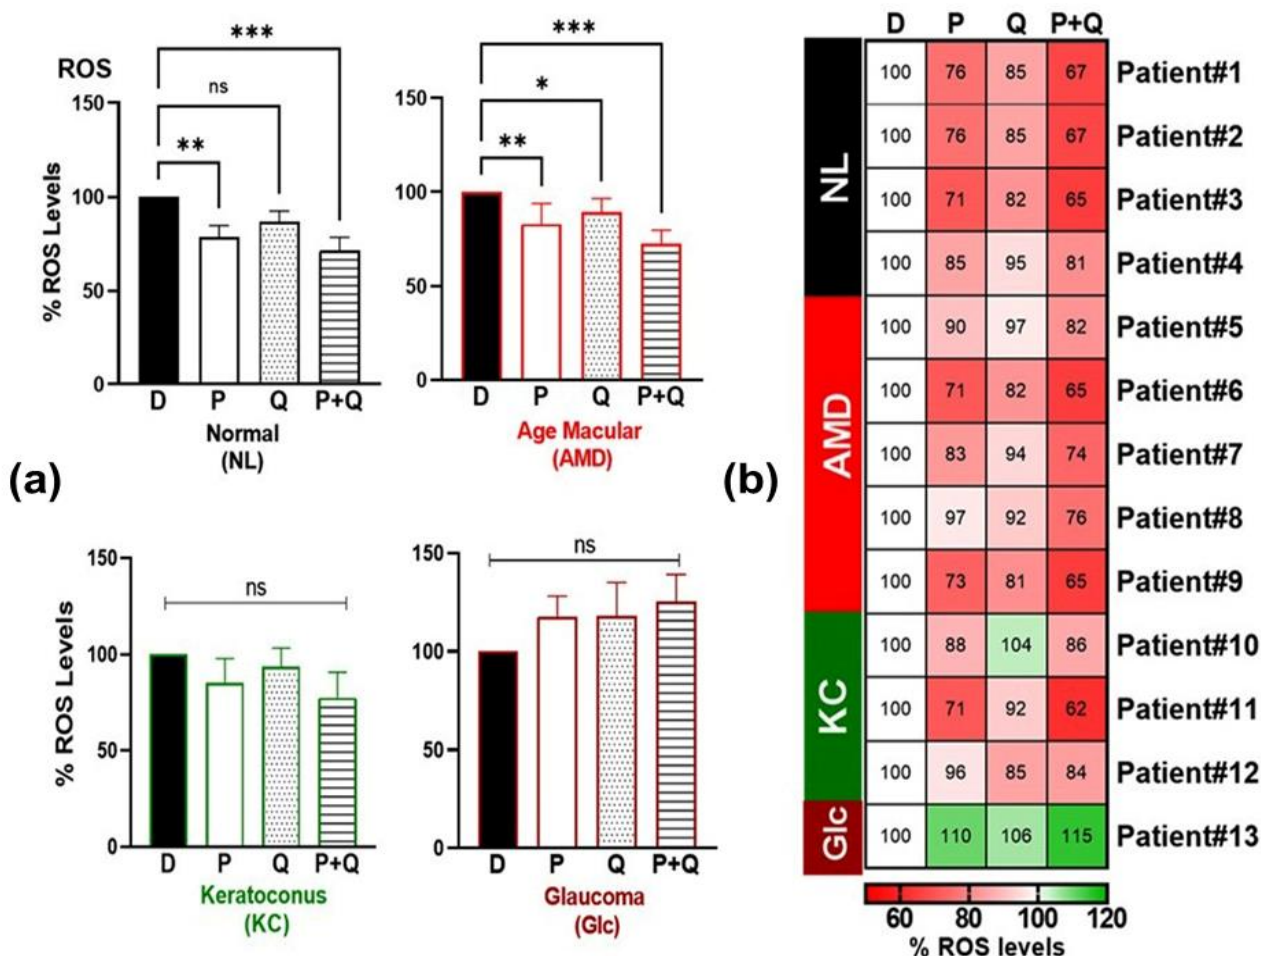 (a)
ROS
% ROS Levels
150
100
50
0
***
ns
**
D P Q P+Q
Normal
(NL)
150
100
50
0
***
*
**
D P Q P+Q
Age Macular
(AMD)
% ROS Levels
150
100
50
0
ns
D P Q P+Q
Keratoconus
(KC)
150
100
50
0
ns
D P Q P+Q
Glaucoma
(Glc)
(b)
D P Q P+Q
NL
100 76 85 67 Patient#1
100 76 85 67 Patient#2
100 71 82 65 Patient#3
100 85 95 81 Patient#4
AMD
100 90 97 82 Patient#5
100 71 82 65 Patient#6
100 83 94 74 Patient#7
100 97 92 76 Patient#8
100 73 81 65 Patient#9
KC
100 88 104 86 Patient#10
100 71 92 62 Patient#11
100 96 85 84 Patient#12
Glc
100 110 106 115 Patient#13
60 80 100 120
% ROS levels